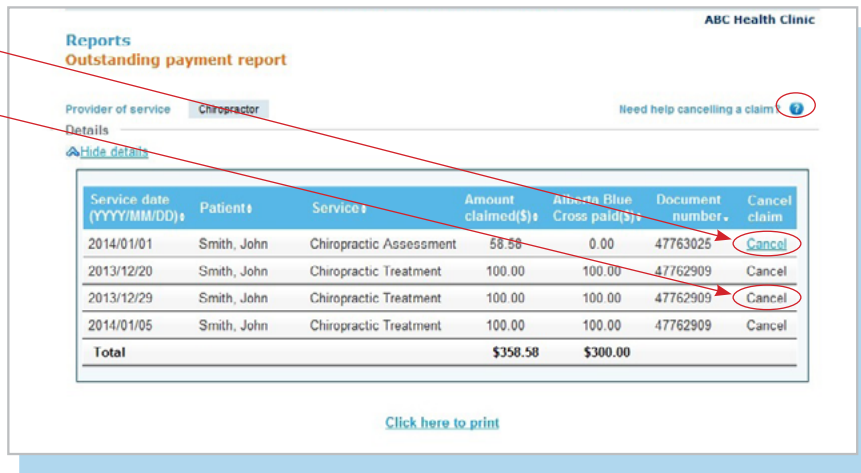 ABC Health Clinic
Reports
Outstanding payment report
Provider of service Chiropractor Need help cancelling a claim? ?
Details
Hide details
Service date (YYYY/MM/DD) Patient Service Amount claimed($) Alberta Blue Cross paid($) Document number Cancel claim
2014/01/01 Smith, John Chiropractic Assessment 58.58 0.00 47763025 Cancel
2013/12/20 Smith, John Chiropractic Treatment 100.00 100.00 47762909 Cancel
2013/12/29 Smith, John Chiropractic Treatment 100.00 100.00 47762909 Cancel
2014/01/05 Smith, John Chiropractic Treatment 100.00 100.00 47762909 Cancel
Total $358.58 $300.00
Click here to print